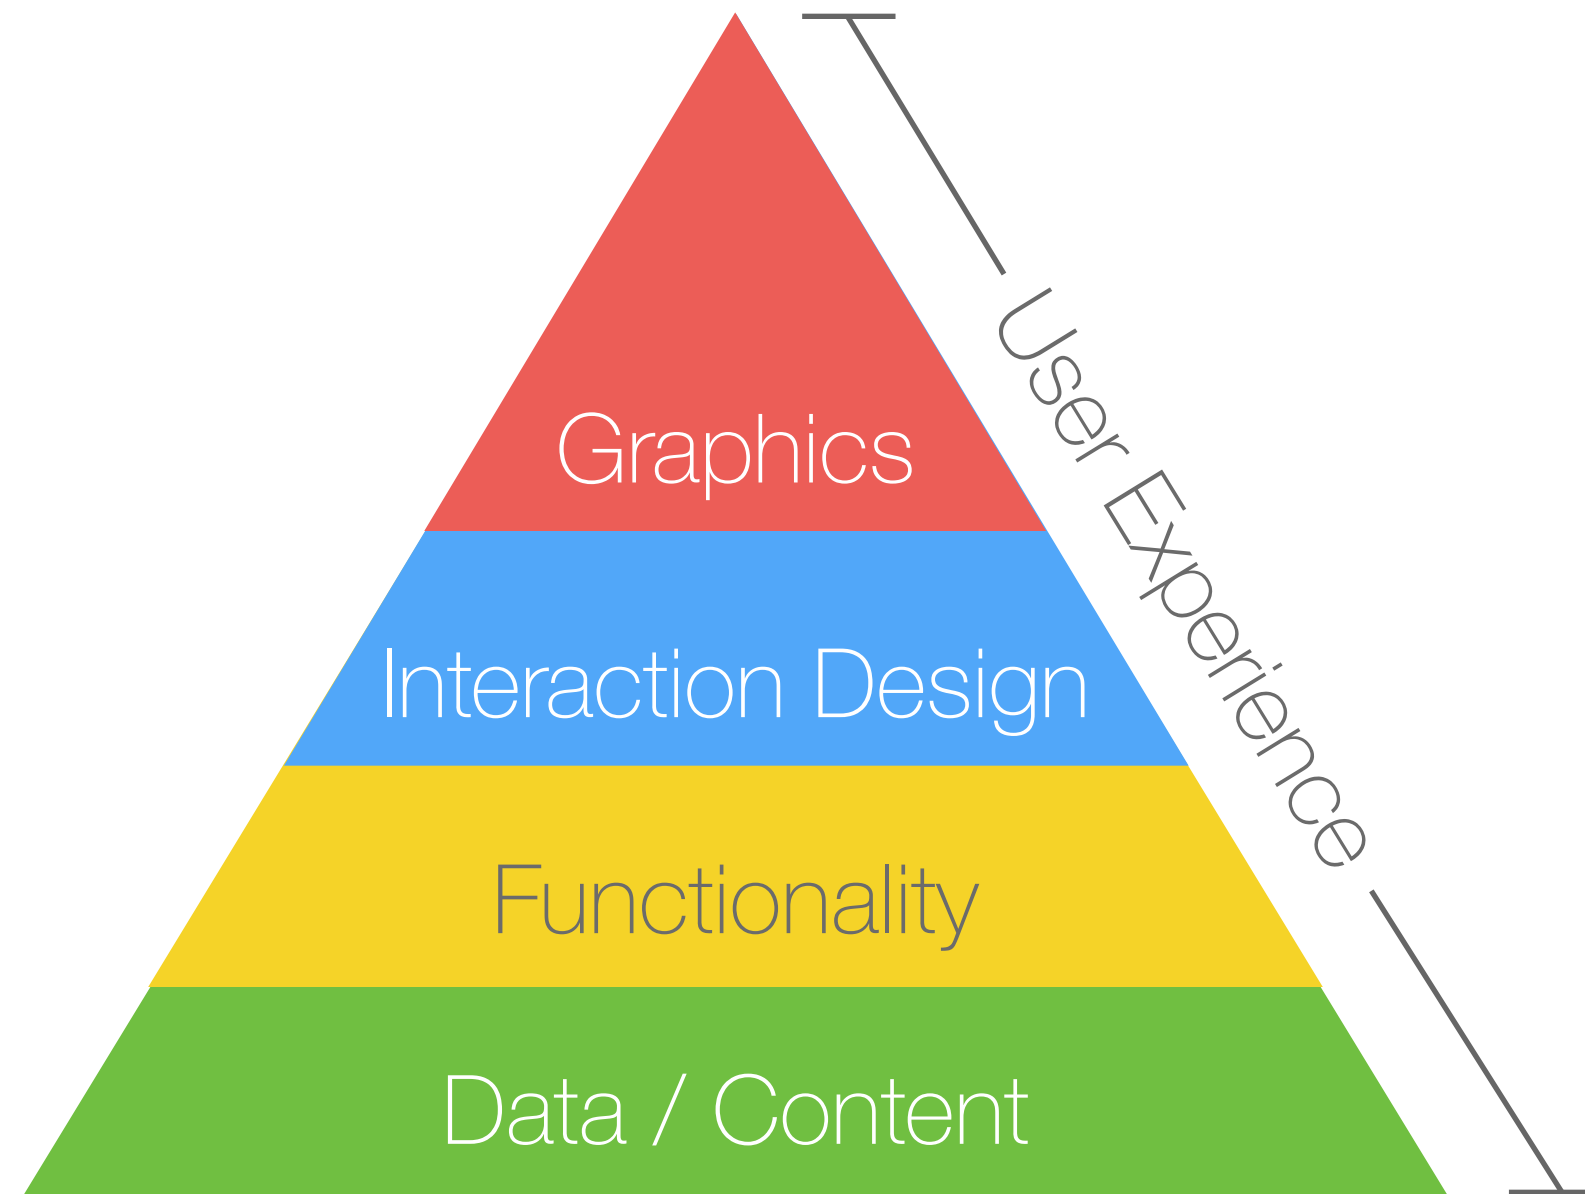 Graphics
Interaction Design
Functionality
Data / Content
User Experience